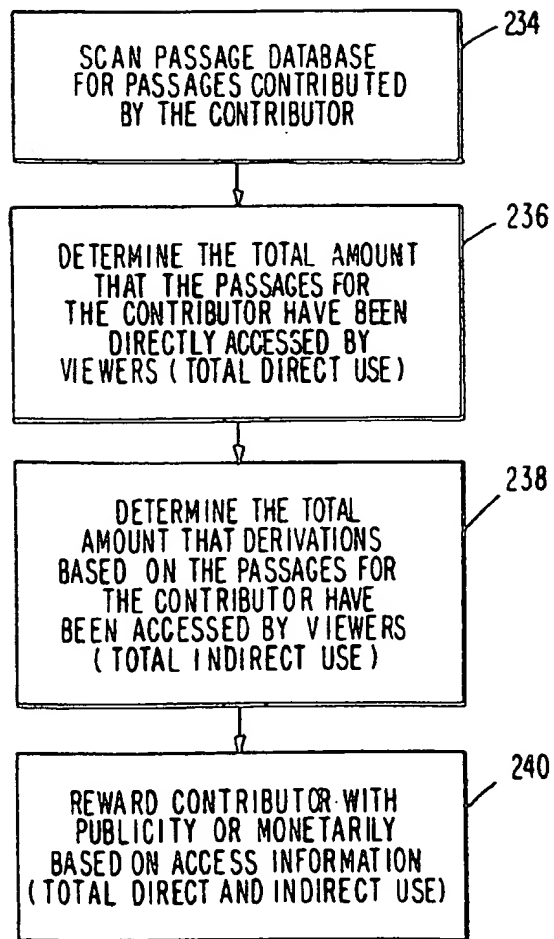 234
SCAN PASSAGE DATABASE
FOR PASSAGES CONTRIBUTED
BY THE CONTRIBUTOR
236
DETERMINE THE TOTAL AMOUNT
THAT THE PASSAGES FOR
THE CONTRIBUTOR HAVE BEEN
DIRECTLY ACCESSED BY
VIEWERS (TOTAL DIRECT USE)
238
DETERMINE THE TOTAL
AMOUNT THAT DERIVATIONS
BASED ON THE PASSAGES FOR
THE CONTRIBUTOR HAVE
BEEN ACCESSED BY VIEWERS
(TOTAL INDIRECT USE)
240
REWARD CONTRIBUTOR WITH
PUBLICITY OR MONETARILY
BASED ON ACCESS INFORMATION
(TOTAL DIRECT AND INDIRECT USE)